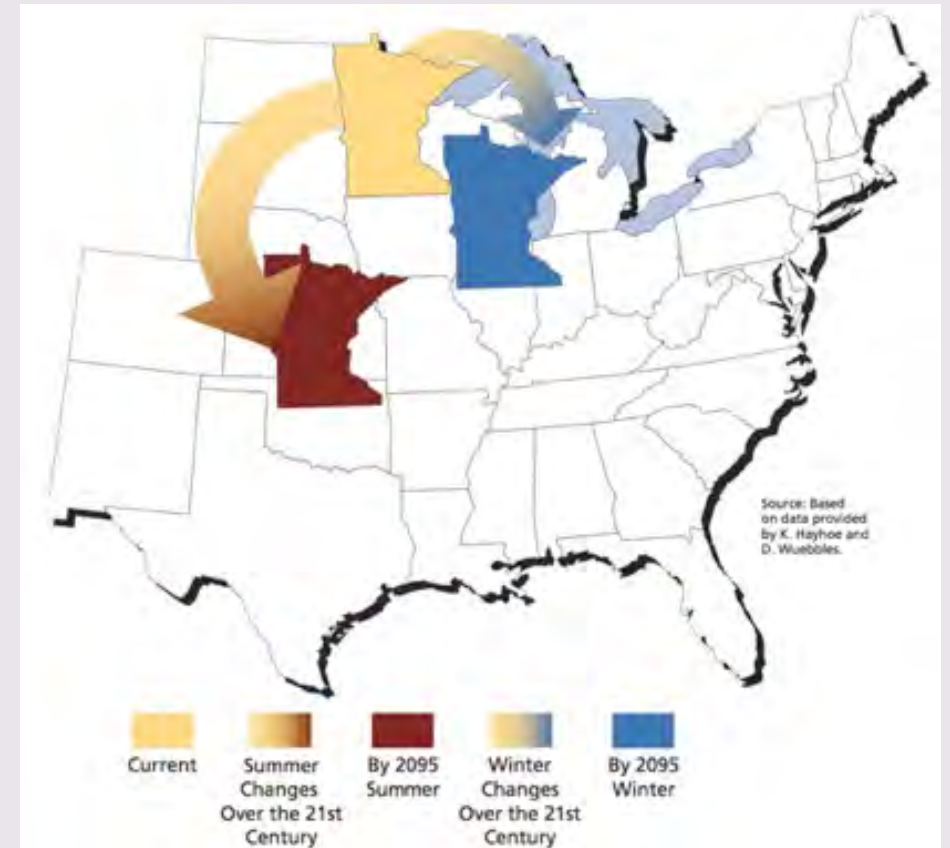 Source: Based
on data provided
by K. Hayhoe and
D. Wuebbles.
Current
Summer
Changes
Over the 21st
Century
By 2095
Summer
Winter
Changes
Over the 21st
Century
By 2095
Winter